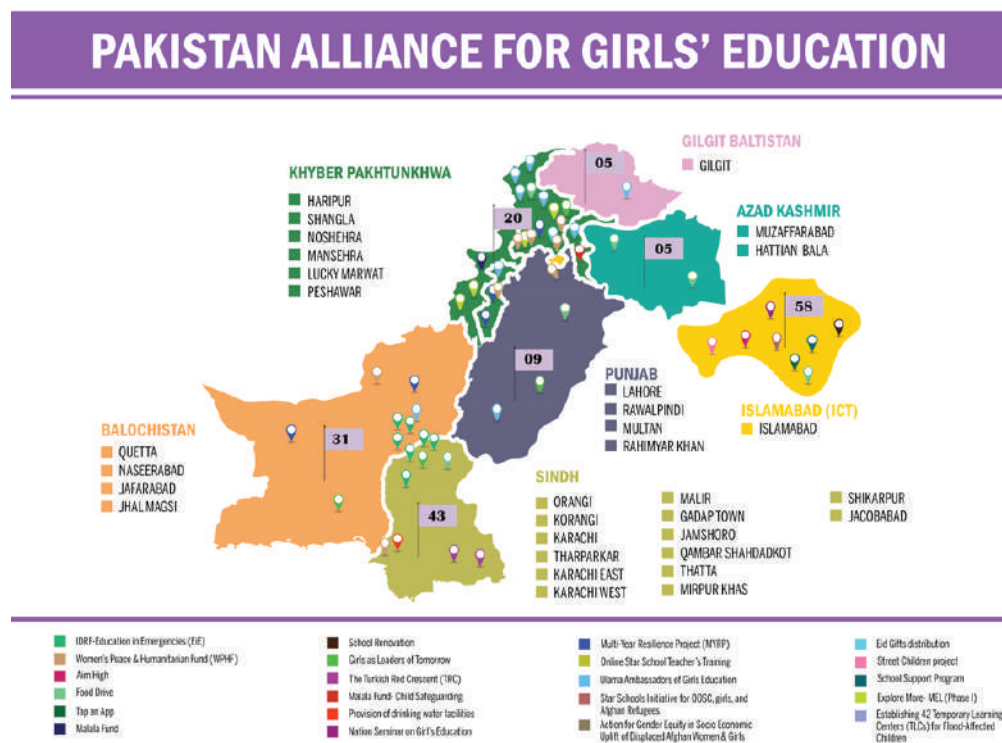 PAKISTAN ALLIANCE FOR GIRLS' EDUCATION
GILGIT BALTISTAN
GILGIT
05
KHYBER PAKHTUNKHWA
HARIPUR
SHANGLA
NOSHEHRA
MANSEHRA
LUCKY MARWAT
PESHAWAR
20
AZAD KASHMIR
MUZAFFARABAD
HATTIAN BALA
05
58
ISLAMABAD (ICT)
ISLAMABAD
09
PUNJAB
LAHORE
RAWALPINDI
MULTAN
RAHIMYAR KHAN
BALOCHISTAN
QUETTA
NASEERABAD
JAFARABAD
JHAL MAGSI
31
43
SINDH
ORANGI
KORANGI
KARACHI
THARPARKAR
KARACHI EAST
KARACHI WEST
MALIR
GADAP TOWN
JAMSHORO
QAMBAR SHAHDADKOT
THATTA
MIRPUR KHAS
SHIKARPUR
JACOBABAD
IDRF-Education in Emergencies (EiE)
Women's Peace & Humanitarian Fund (WPHF)
Aim High
Food Drive
Tap an App
Malala Fund
School Renovation
Girls as Leaders of Tomorrow
The Turkish Red Crescent (TRC)
Malala Fund- Child Safeguarding
Provision of drinking water facilities
Nation Seminar on Girl's Education
Multi-Year Resilience Project (MYRP)
Online Star School Teacher's Training
Ulama Ambassadors of Girls Education
Star Schools Initiative for OOSC, girls, and
Afghan Refugees
Action for Gender Equity in Socio Economic
Uplift of Displaced Afghan Women & Girls
Eid Gifts distribution
Street Children project
School Support Program
Explore More- MEL (Phase I)
Establishing 42 Temporary Learning
Centers (TLCs) for Flood-Affected
Children